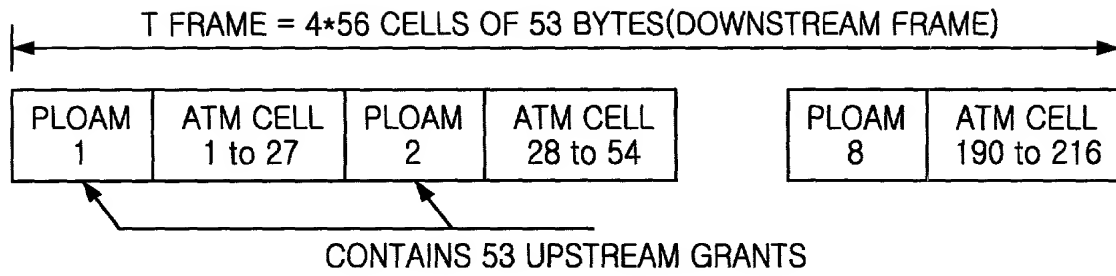 T FRAME = 4*56 CELLS OF 53 BYTES(DOWNSTREAM FRAME)
PLOAM 1
ATM CELL 1 to 27
PLOAM 2
ATM CELL 28 to 54
PLOAM 8
ATM CELL 190 to 216
CONTAINS 53 UPSTREAM GRANTS